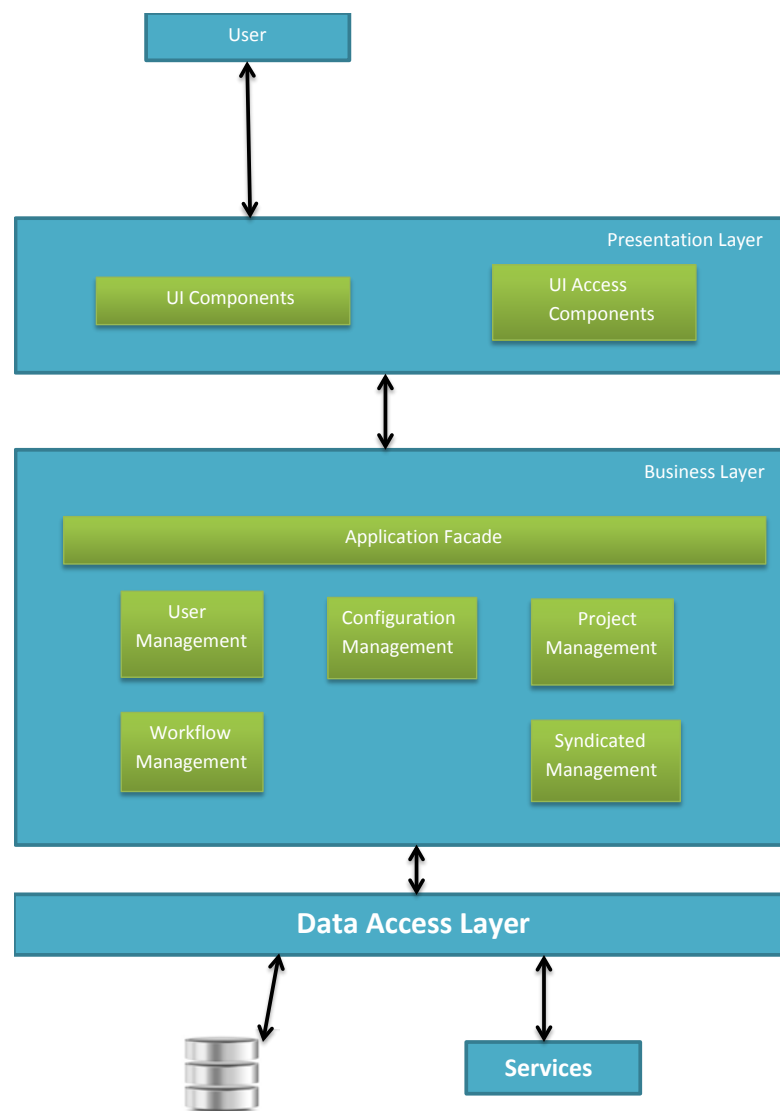 User
Presentation Layer
UI Components
UI Access
Components
Business Layer
Application Facade
User
Management
Configuration
Management
Project
Management
Workflow
Management
Syndicated
Management
Data Access Layer
Services